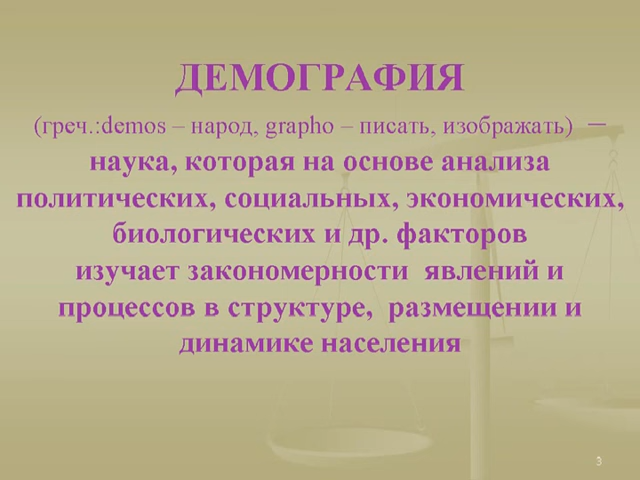 ДЕМОГРАФИЯ
(греч.:demos – народ, grapho – писать, изображать) –
наука, которая на основе анализа
политических, социальных, экономических,
биологических и др. факторов
изучает закономерности явлений и
процессов в структуре, размещении и
динамике населения
3